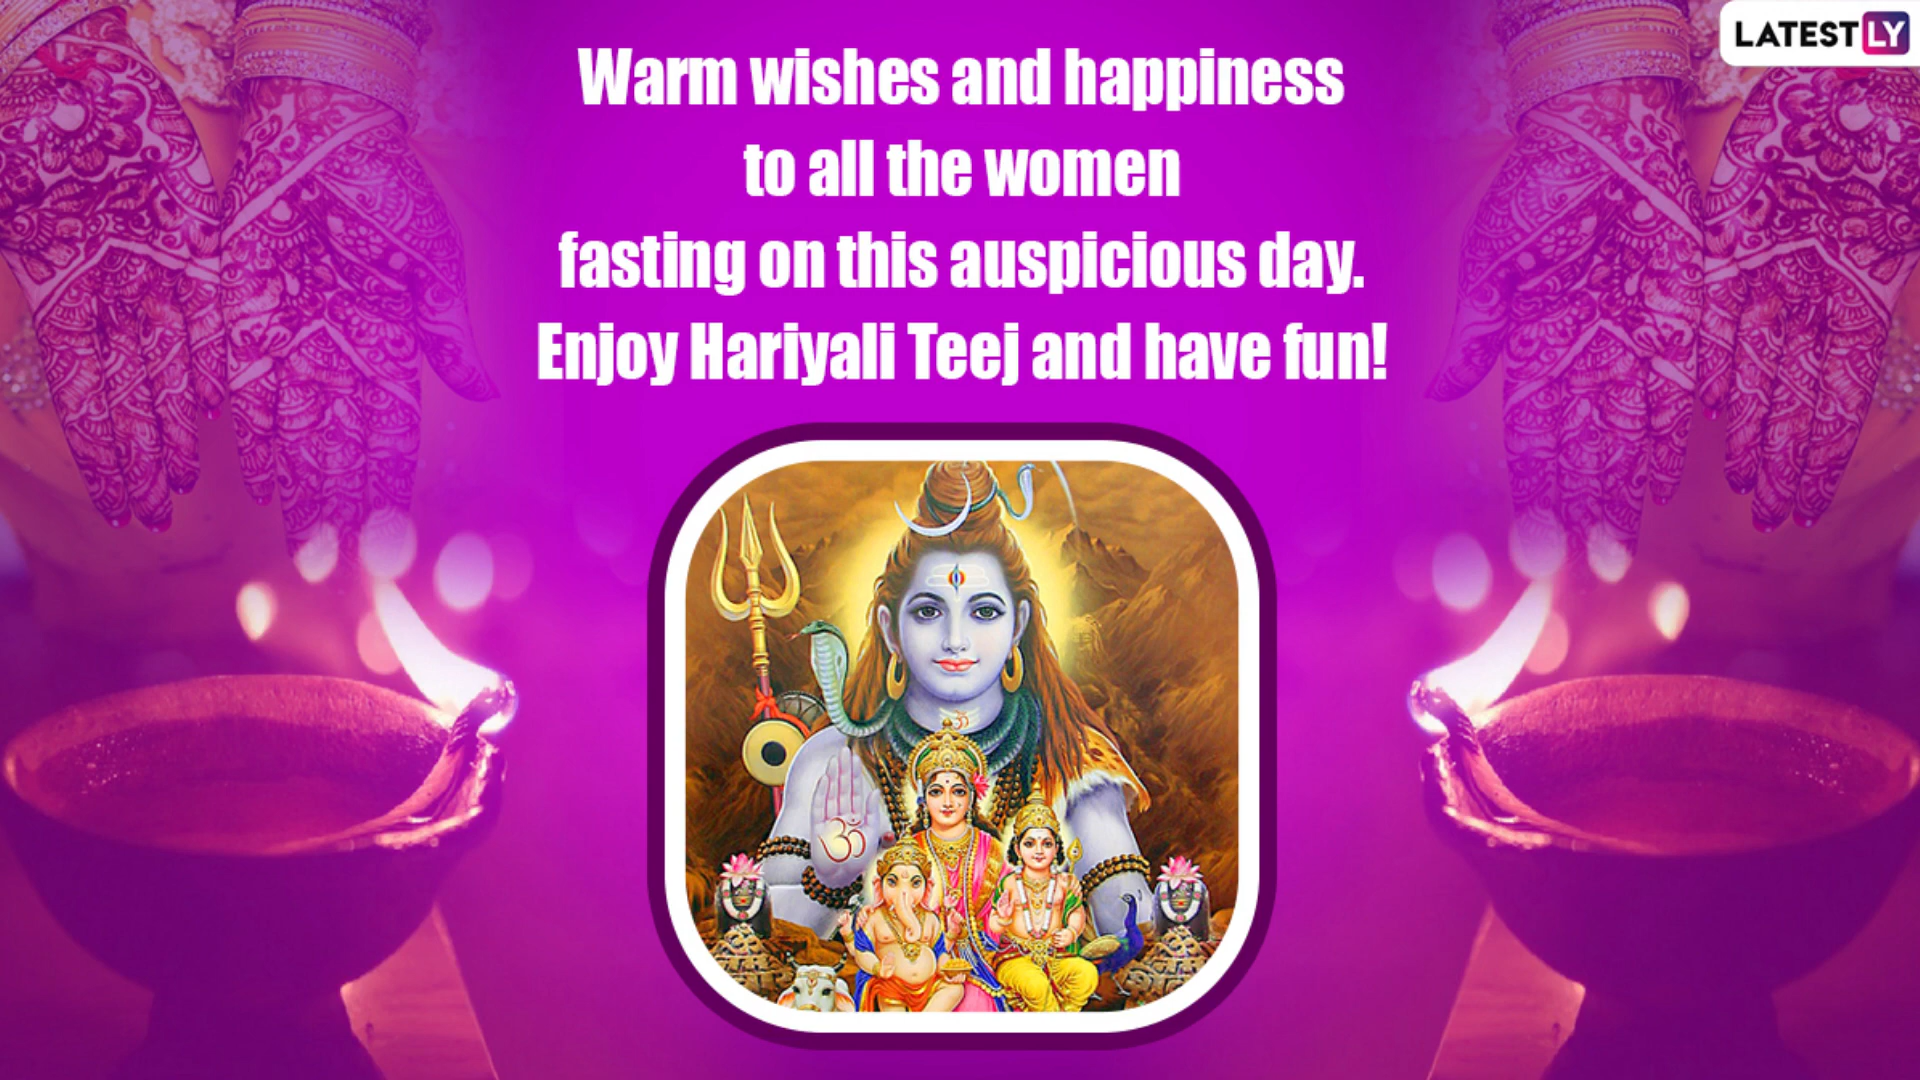 LATESTLY
Warm wishes and happiness
to all the women
fasting on this auspicious day.
Enjoy Hariyali Teej and have fun!
ॐ
ॐ